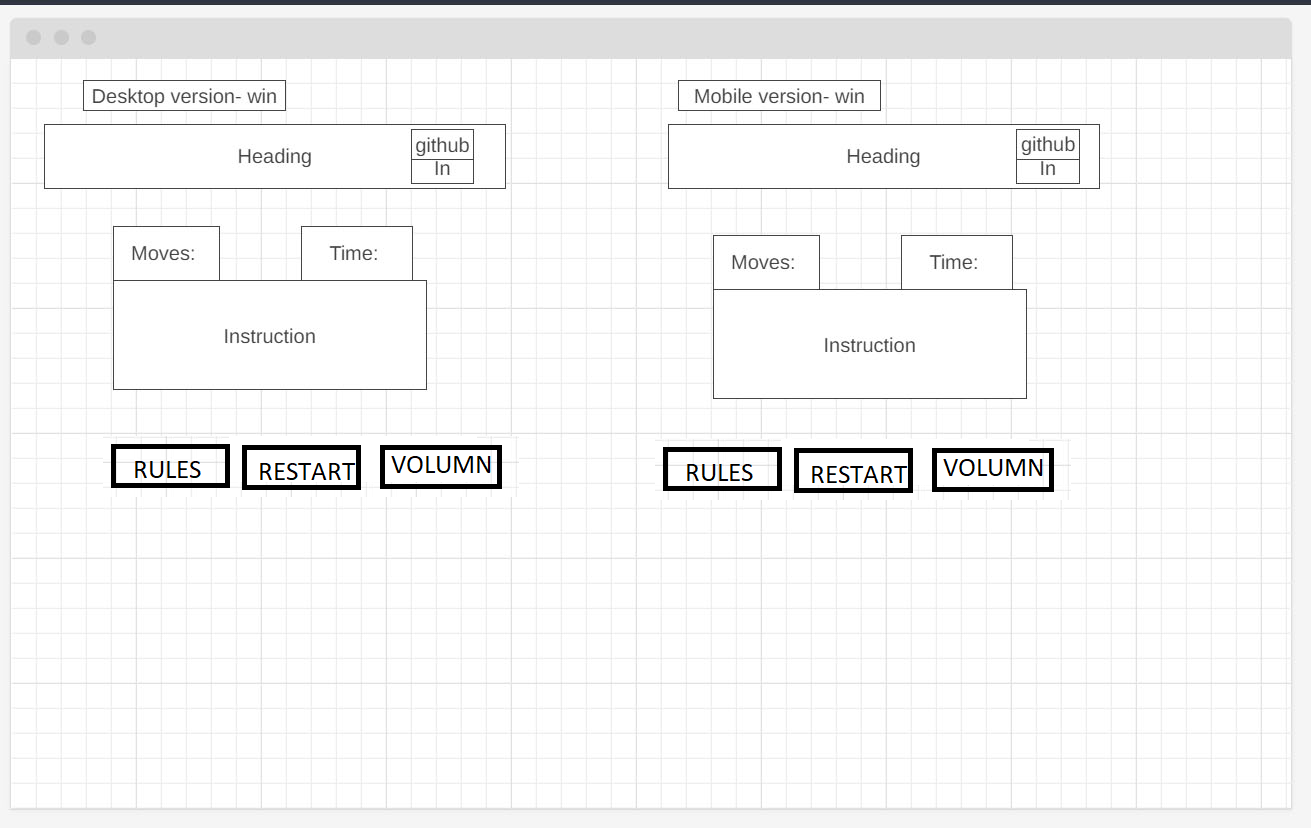 Desktop version- win
Heading
github
In
Moves:
Time:
Instruction
RULES
RESTART
VOLUMN
Mobile version- win
Heading
github
In
Moves:
Time:
Instruction
RULES
RESTART
VOLUMN